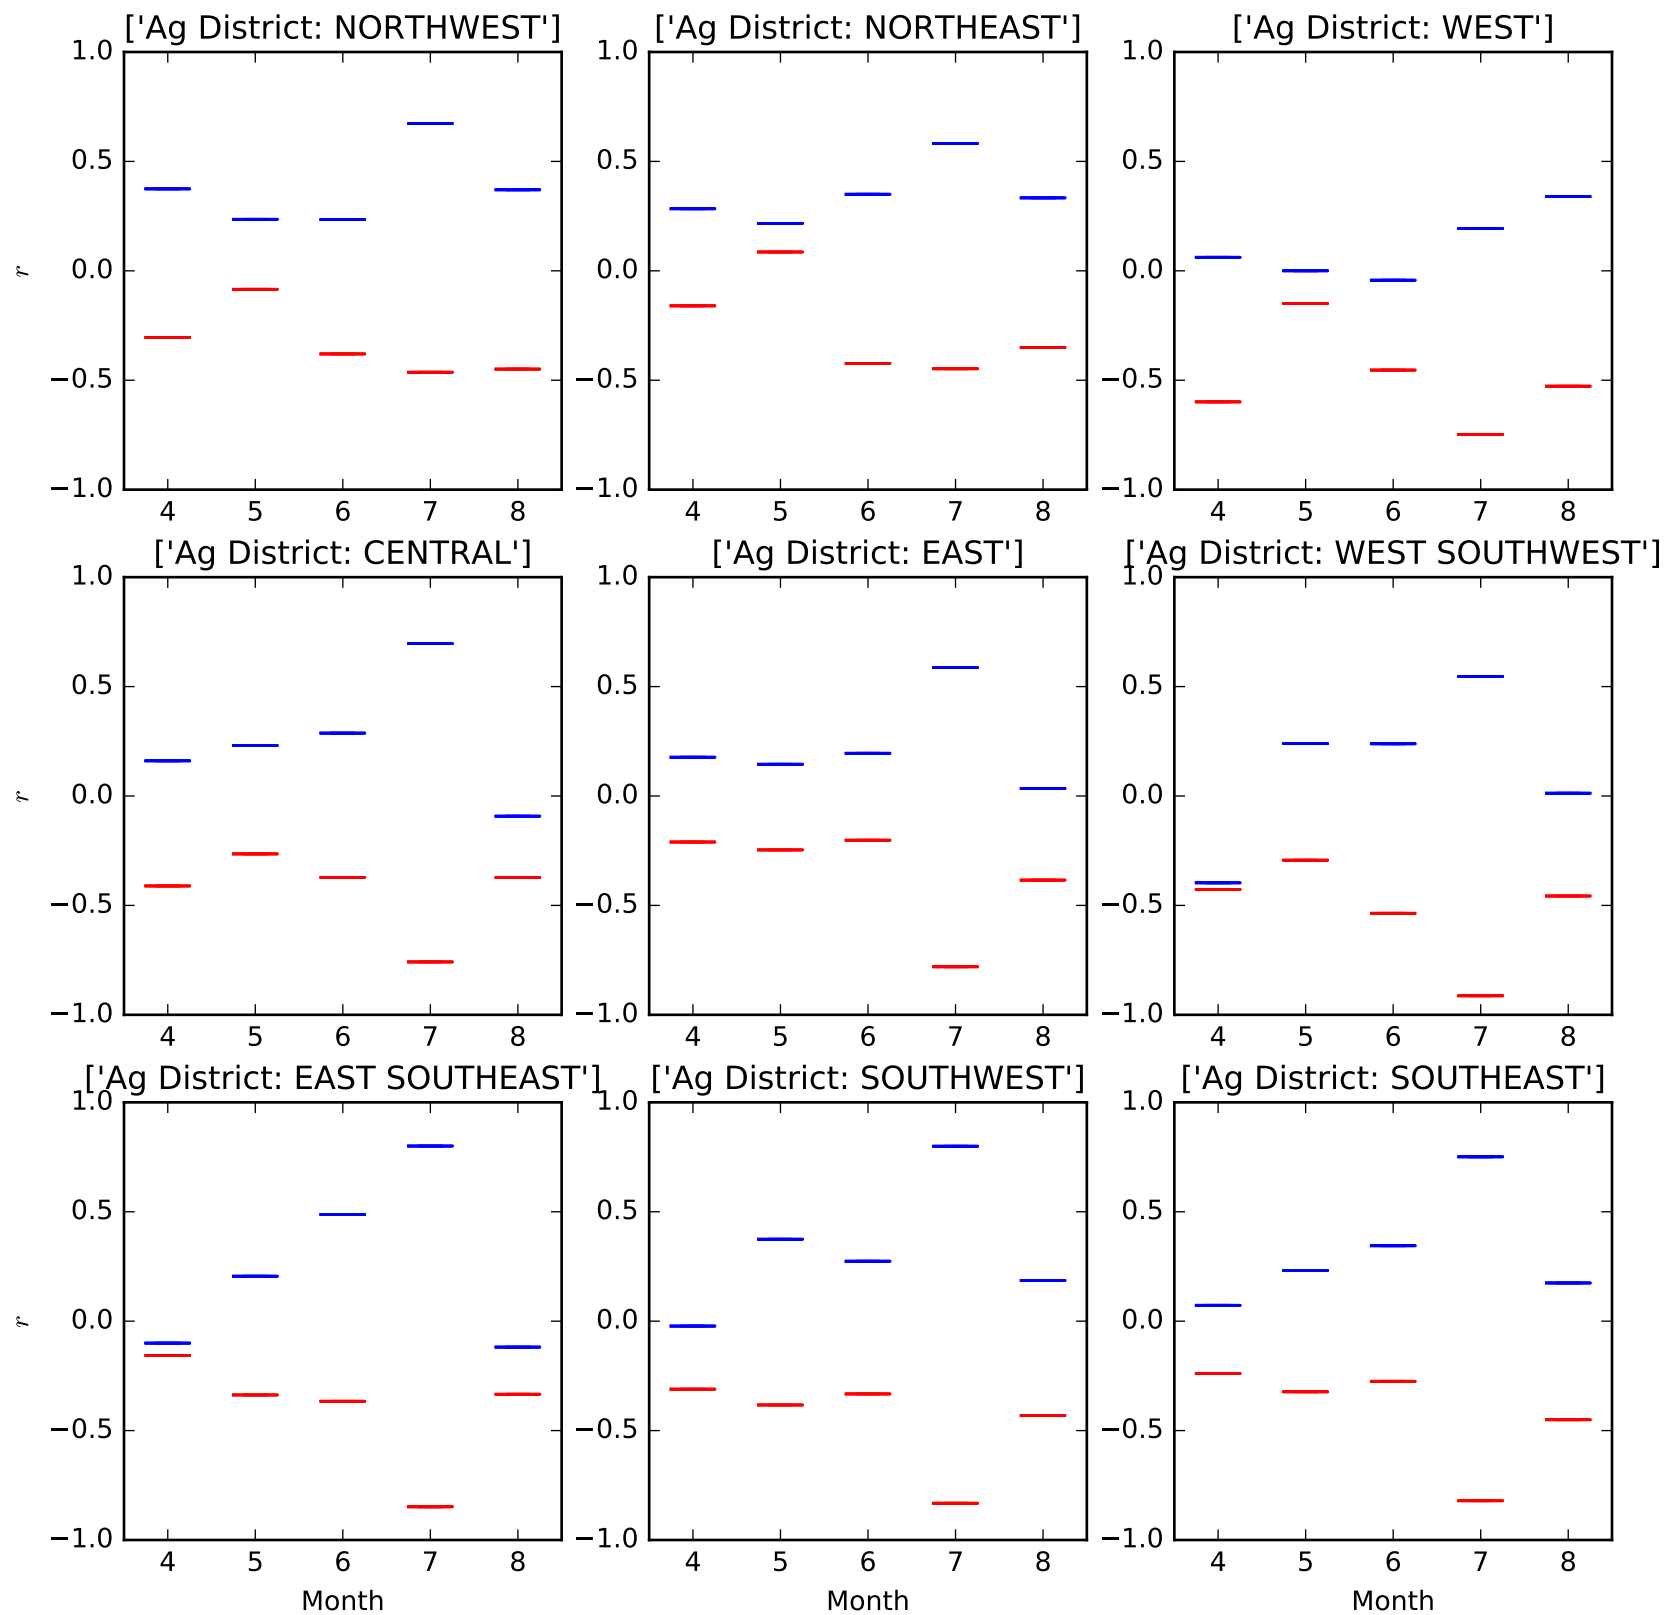 ['Ag District: NORTHWEST'] ['Ag District: NORTHEAST'] ['Ag District: WEST']
1.0 1.0 1.0
0.5 0.5 0.5
r 0.0 0.0 0.0
−0.5 −0.5 −0.5
−1.0 −1.0 −1.0
4 5 6 7 8 4 5 6 7 8 4 5 6 7 8
['Ag District: CENTRAL'] ['Ag District: EAST'] ['Ag District: WEST SOUTHWEST']
1.0 1.0 1.0
0.5 0.5 0.5
r 0.0 0.0 0.0
−0.5 −0.5 −0.5
−1.0 −1.0 −1.0
4 5 6 7 8 4 5 6 7 8 4 5 6 7 8
['Ag District: EAST SOUTHEAST'] ['Ag District: SOUTHWEST'] ['Ag District: SOUTHEAST']
1.0 1.0 1.0
0.5 0.5 0.5
r 0.0 0.0 0.0
−0.5 −0.5 −0.5
−1.0 −1.0 −1.0
4 5 6 7 8 4 5 6 7 8 4 5 6 7 8
Month Month Month